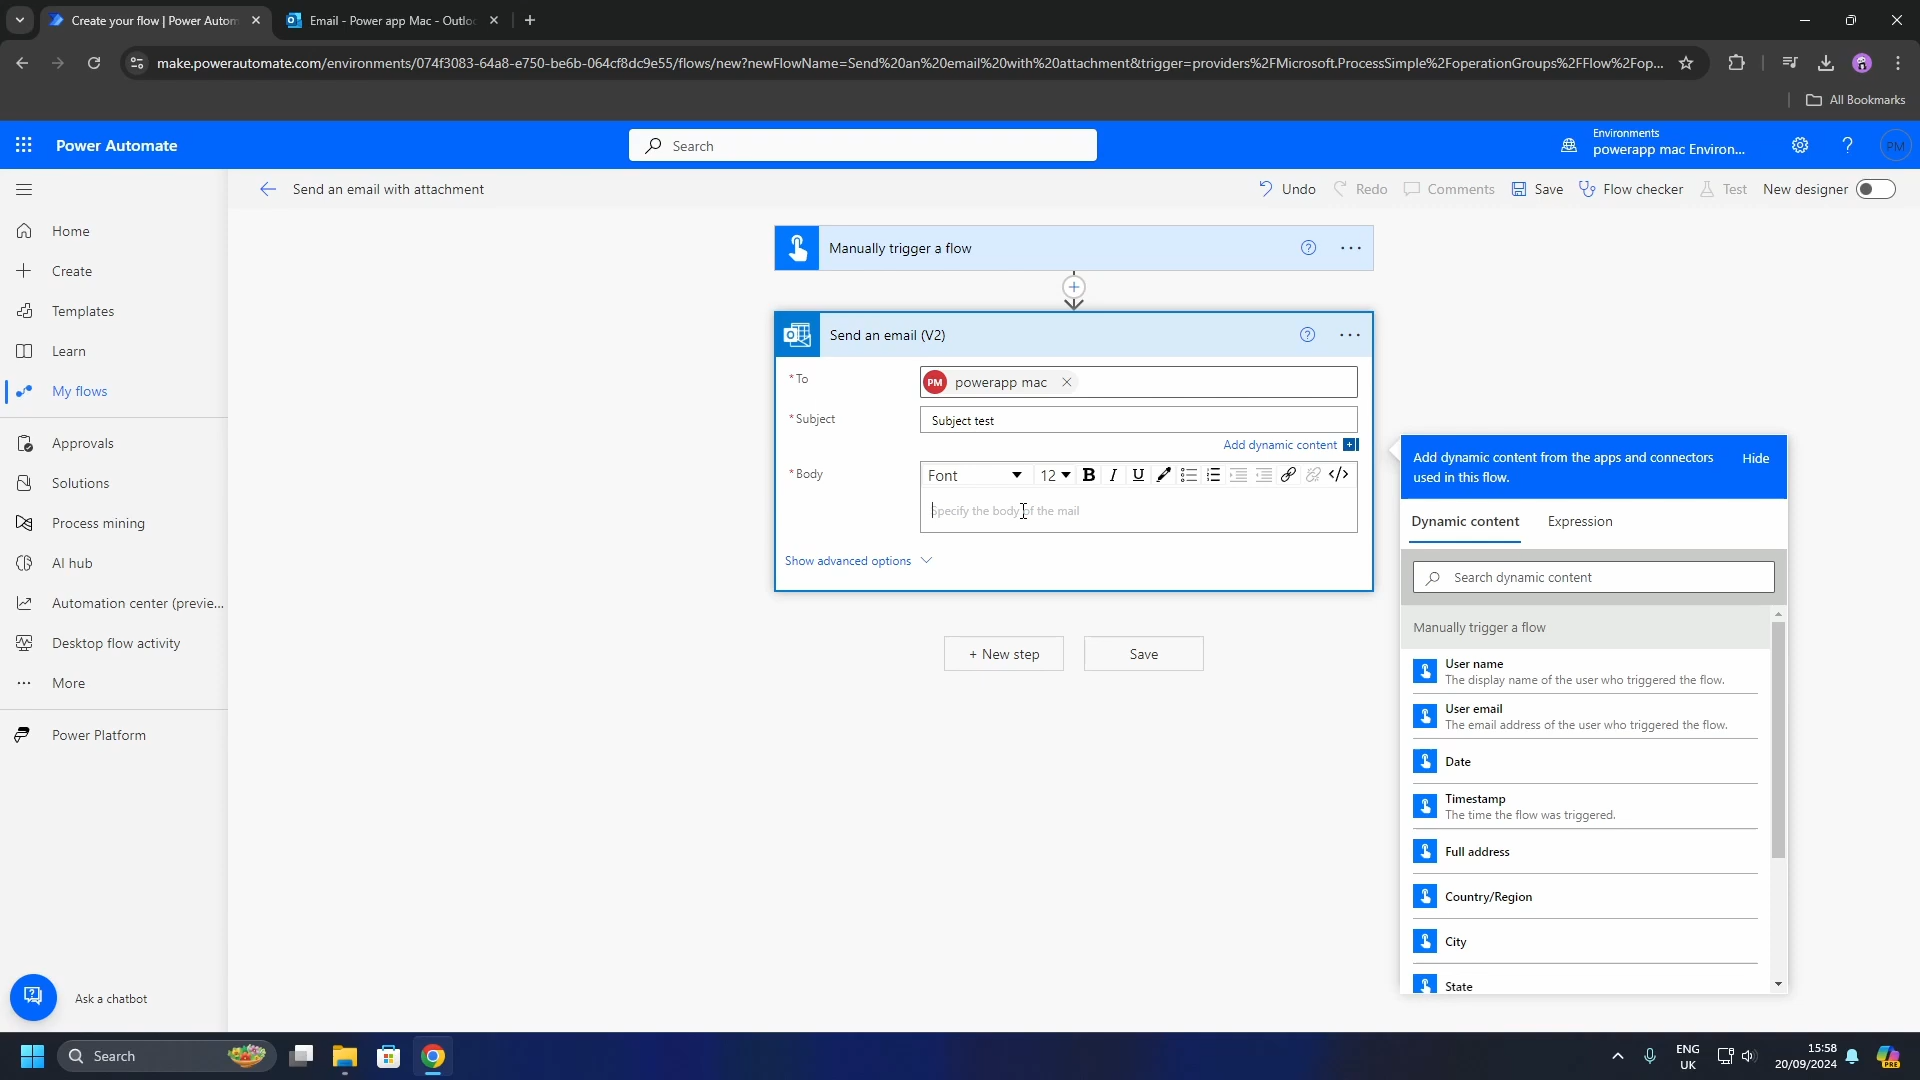 Create your flow | Power Autom
Email - Power app Mac - Outlo
make.powerautomate.com/environments/074f3083-64a8-e750-be6b-064cf8dc9e55/flows/new?newFlowName=Send%20an%20email%20with%20attachment&trigger=providers%2FMicrosoft.ProcessSimple%2FoperationGroups%2FFlow%2Fop...
All Bookmarks
Power Automate
Search
Environments
powerapp mac Environ...
PM
Send an email with attachment
Undo
Redo
Comments
Save
Flow checker
Test
New designer
Home
Create
Templates
Learn
My flows
Approvals
Solutions
Process mining
AI hub
Automation center (previe...
Desktop flow activity
More
Power Platform
Ask a chatbot
Manually trigger a flow
Send an email (V2)
* To
PM powerapp mac
* Subject
Subject test
Add dynamic content
* Body
Font
12
B I U
Specify the body of the mail
Show advanced options
+ New step
Save
Add dynamic content from the apps and connectors
used in this flow.
Hide
Dynamic content
Expression
Search dynamic content
Manually trigger a flow
User name
The display name of the user who triggered the flow.
User email
The email address of the user who triggered the flow.
Date
Timestamp
The time the flow was triggered.
Full address
Country/Region
City
State
Search
ENG
UK
15:58
20/09/2024
PRE